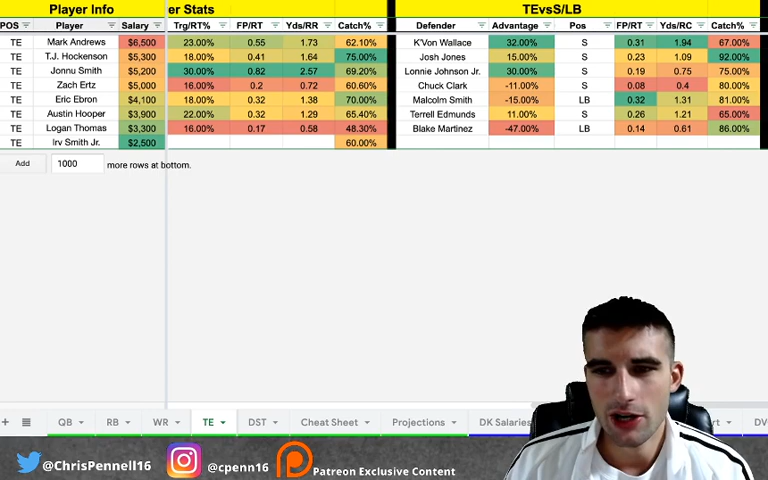 Player Info er Stats TEvsS/LB
POS Player Salary Trg/RT% FP/RT Yds/RR Catch% Defender Advantage Pos FP/RT Yds/RC Catch%
TE Mark Andrews $6,500 23.00% 0.55 1.73 62.10% K'Von Wallace 32.00% S 0.31 1.94 67.00%
TE T.J. Hockenson $5,300 18.00% 0.41 1.64 75.00% Josh Jones 15.00% S 0.23 1.09 92.00%
TE Jonnu Smith $5,200 30.00% 0.82 2.57 69.20% Lonnie Johnson Jr. 30.00% S 0.19 0.75 75.00%
TE Zach Ertz $5,000 16.00% 0.2 0.72 60.60% Chuck Clark -11.00% S 0.08 0.4 80.00%
TE Eric Ebron $4,100 18.00% 0.32 1.38 70.00% Malcolm Smith -15.00% LB 0.32 1.31 81.00%
TE Austin Hooper $3,900 22.00% 0.32 1.29 65.40% Terrell Edmunds 11.00% S 0.26 1.21 65.00%
TE Logan Thomas $3,300 16.00% 0.17 0.58 48.30% Blake Martinez -47.00% LB 0.14 0.61 86.00%
TE Irv Smith Jr. $2,500 60.00%
Add 1000 more rows at bottom.
+ QB RB WR TE DST Cheat Sheet Projections DK Salaries rt DV
@ChrisPennell16 @cpenn16 Patreon Exclusive Content